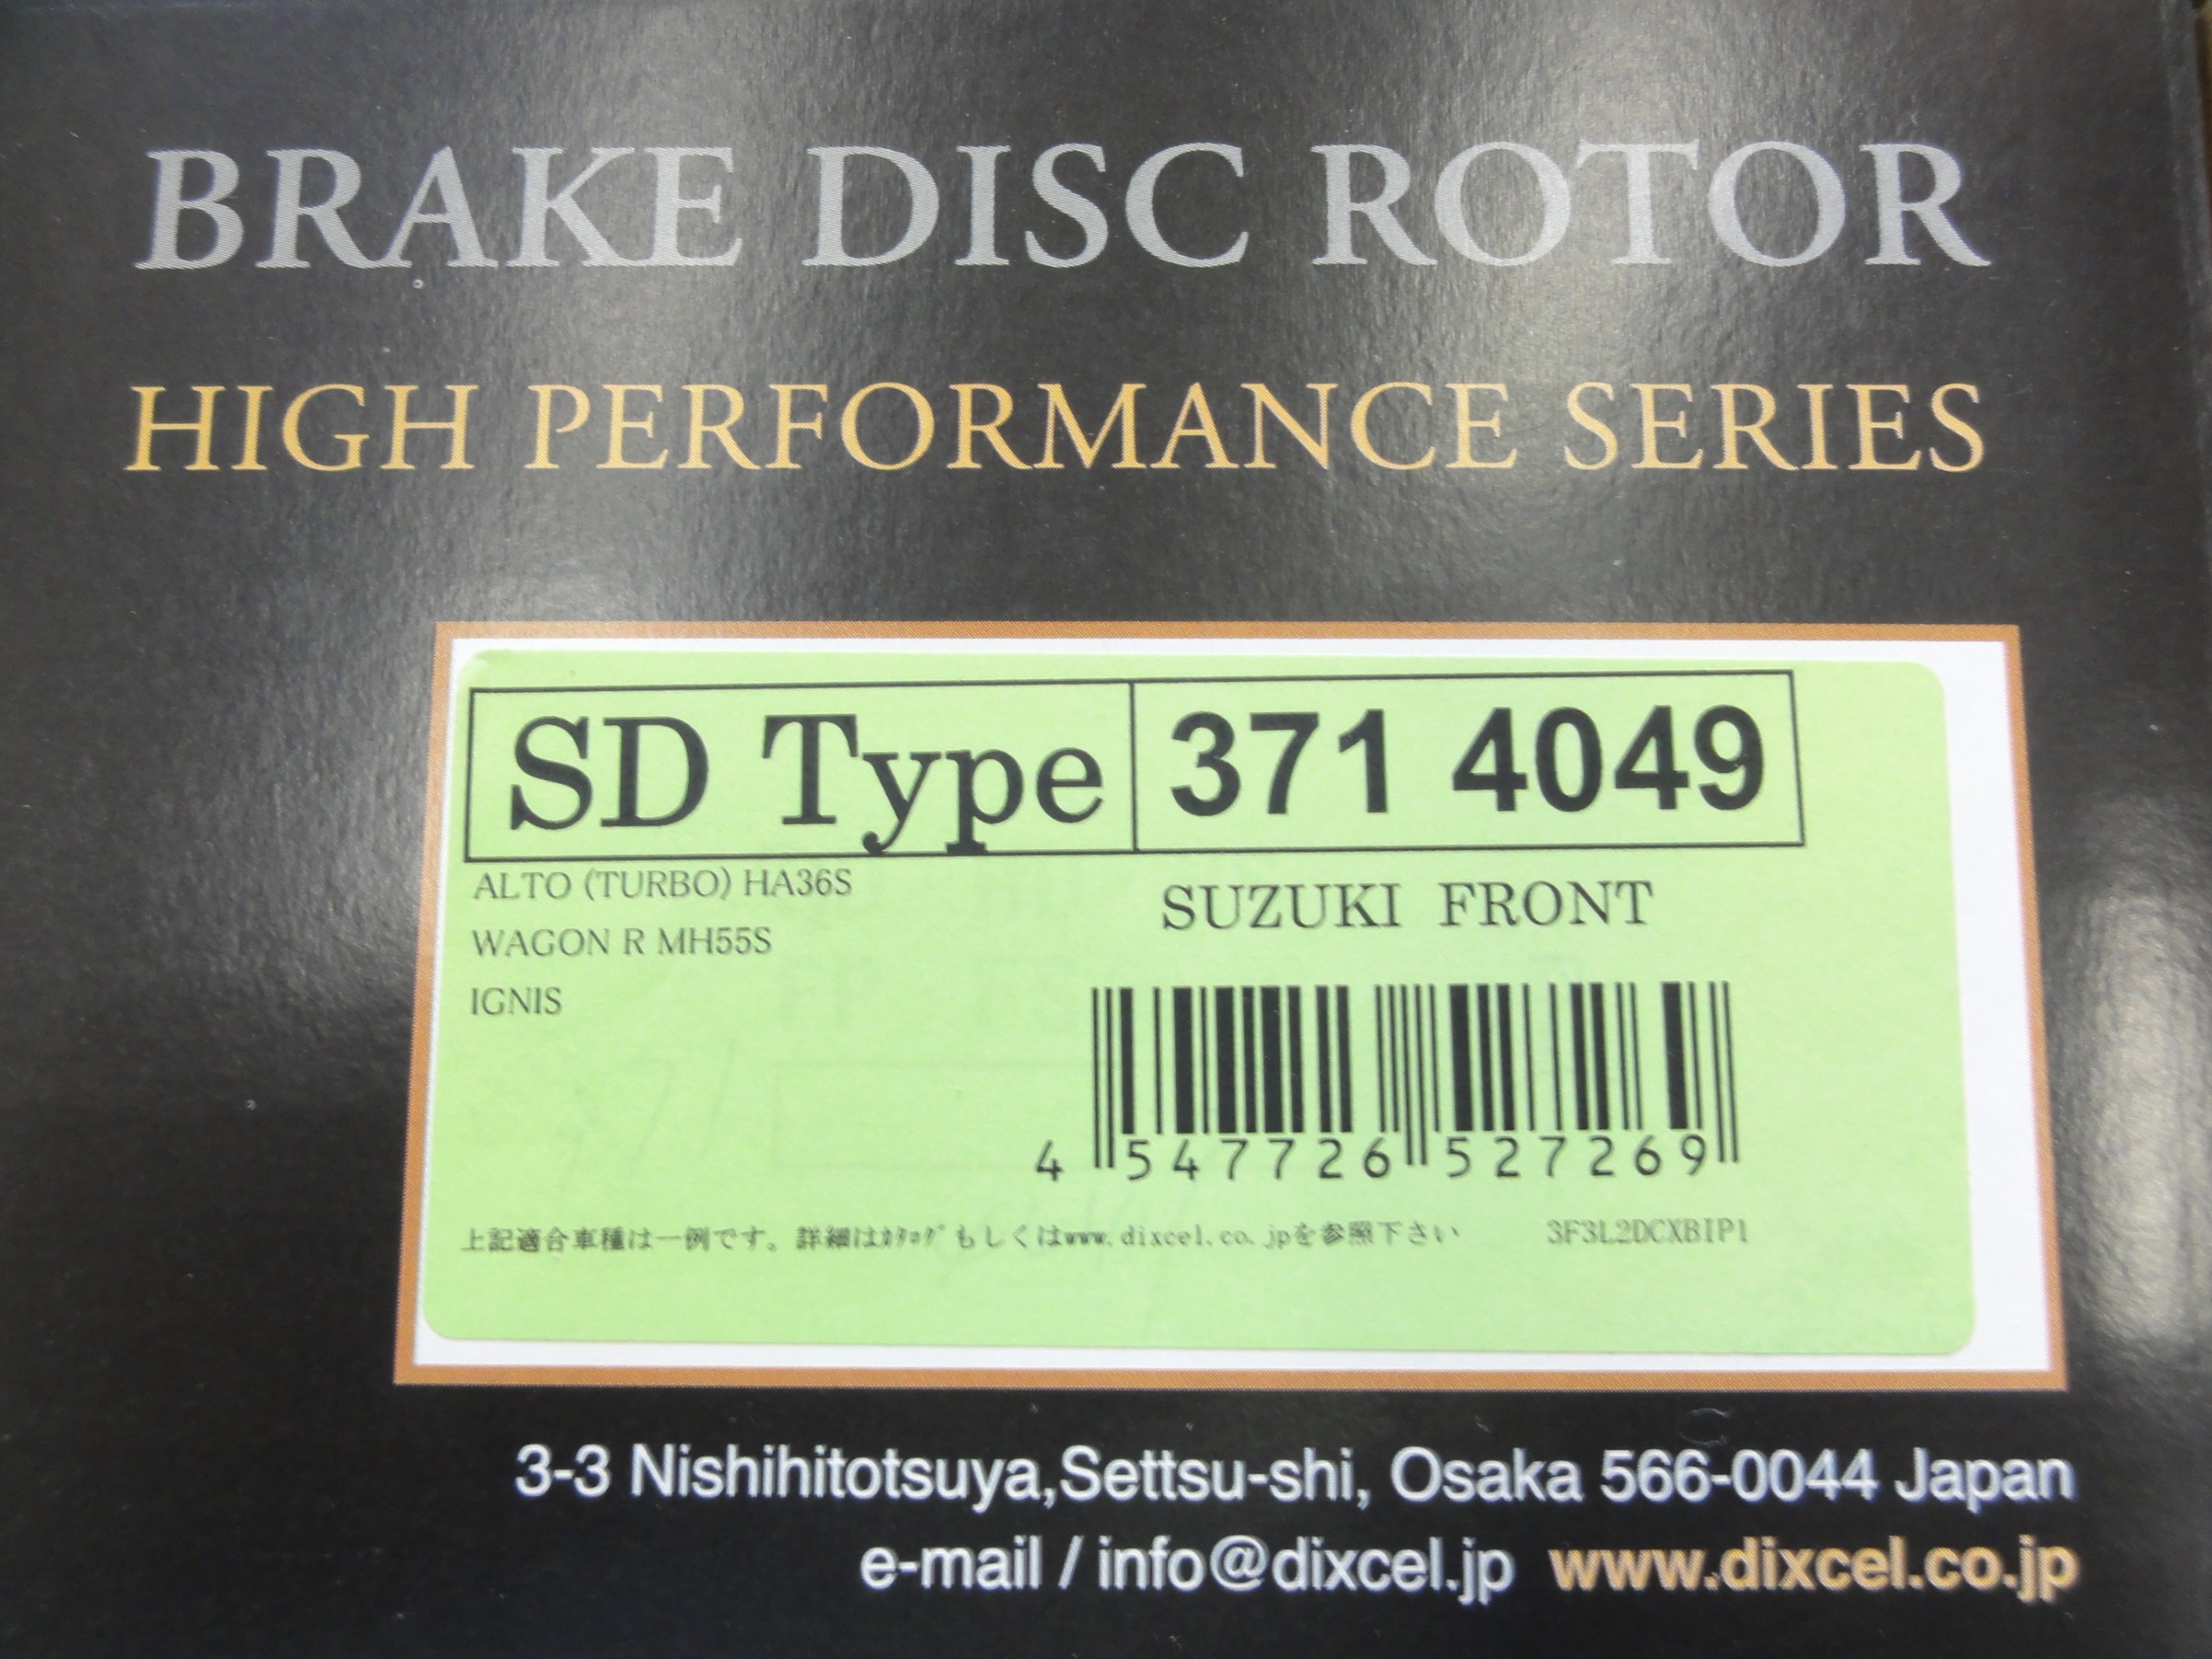 BRAKE DISC ROTOR
HIGH PERFORMANCE SERIES
SD Type 371 4049
ALTO (TURBO) HA36S
WAGON R MH55S
IGNIS
SUZUKI FRONT
4 547726 527269
上記適合車種は一例です。詳細はｶﾀﾛｸﾞもしくはwww.dixcel.co.jpを参照下さい 3F3L2DCXBIP1
3-3 Nishihitotsuya,Settsu-shi, Osaka 566-0044 Japan
e-mail / info@dixcel.jp www.dixcel.co.jp